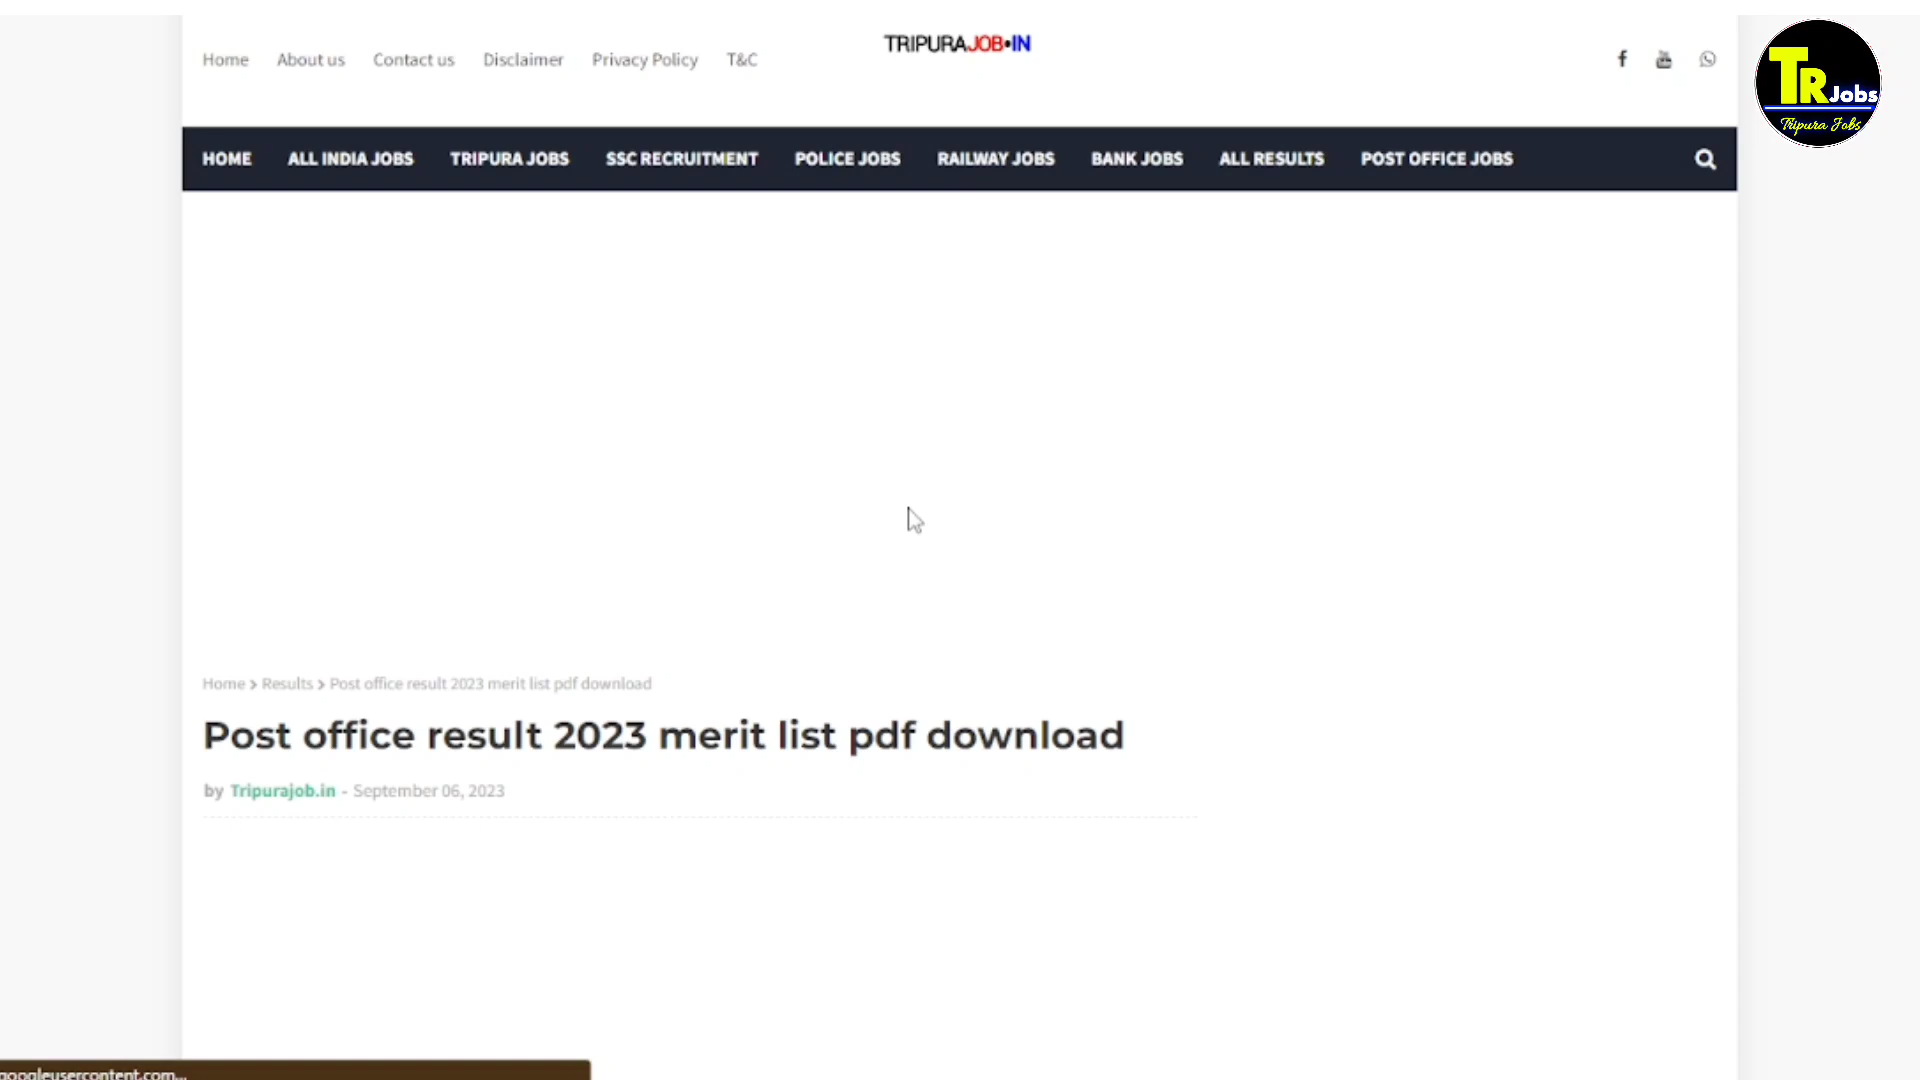 TRIPURAJOB•IN
Home About us Contact us Disclaimer Privacy Policy T&C
TR Jobs
Tripura Jobs
HOME ALL INDIA JOBS TRIPURA JOBS SSC RECRUITMENT POLICE JOBS RAILWAY JOBS BANK JOBS ALL RESULTS POST OFFICE JOBS
Home > Results > Post office result 2023 merit list pdf download
Post office result 2023 merit list pdf download
by Tripurajob.in - September 06, 2023
googleusercontent.com...